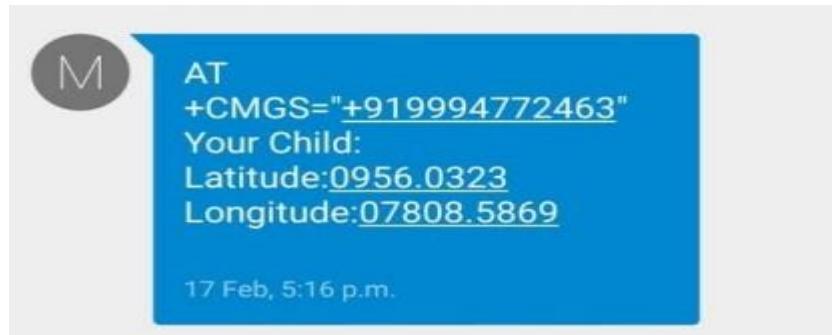 M
AT
+CMGS="+919994772463"
Your Child:
Latitude:0956.0323
Longitude:07808.5869
17 Feb, 5:16 p.m.